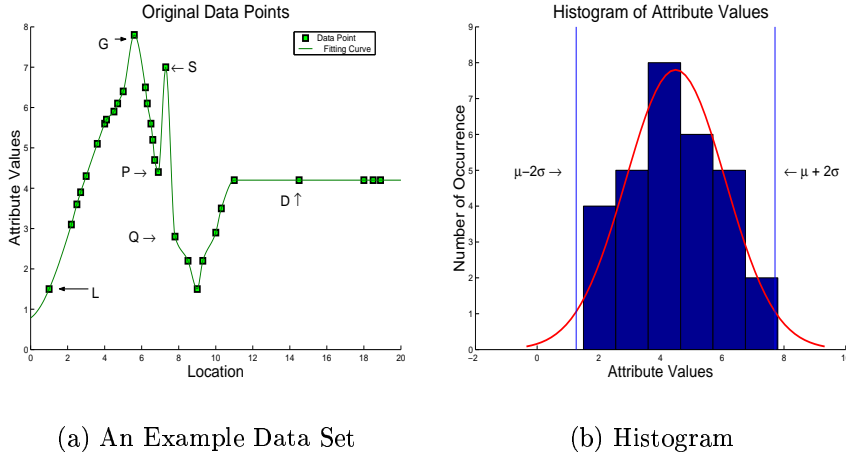 Original Data Points
Attribute Values
8
7
6
5
4
3
2
1
0
0 2 4 6 8 10 12 14 16 18 20
Location
G →
← S
P →
Q →
D ↑
← L
Data Point
Fitting Curve
(a) An Example Data Set
Histogram of Attribute Values
Number of Occurrence
9
8
7
6
5
4
3
2
1
0
−2 0 2 4 6 8 10
Attribute Values
μ−2σ →
← μ + 2σ
(b) Histogram